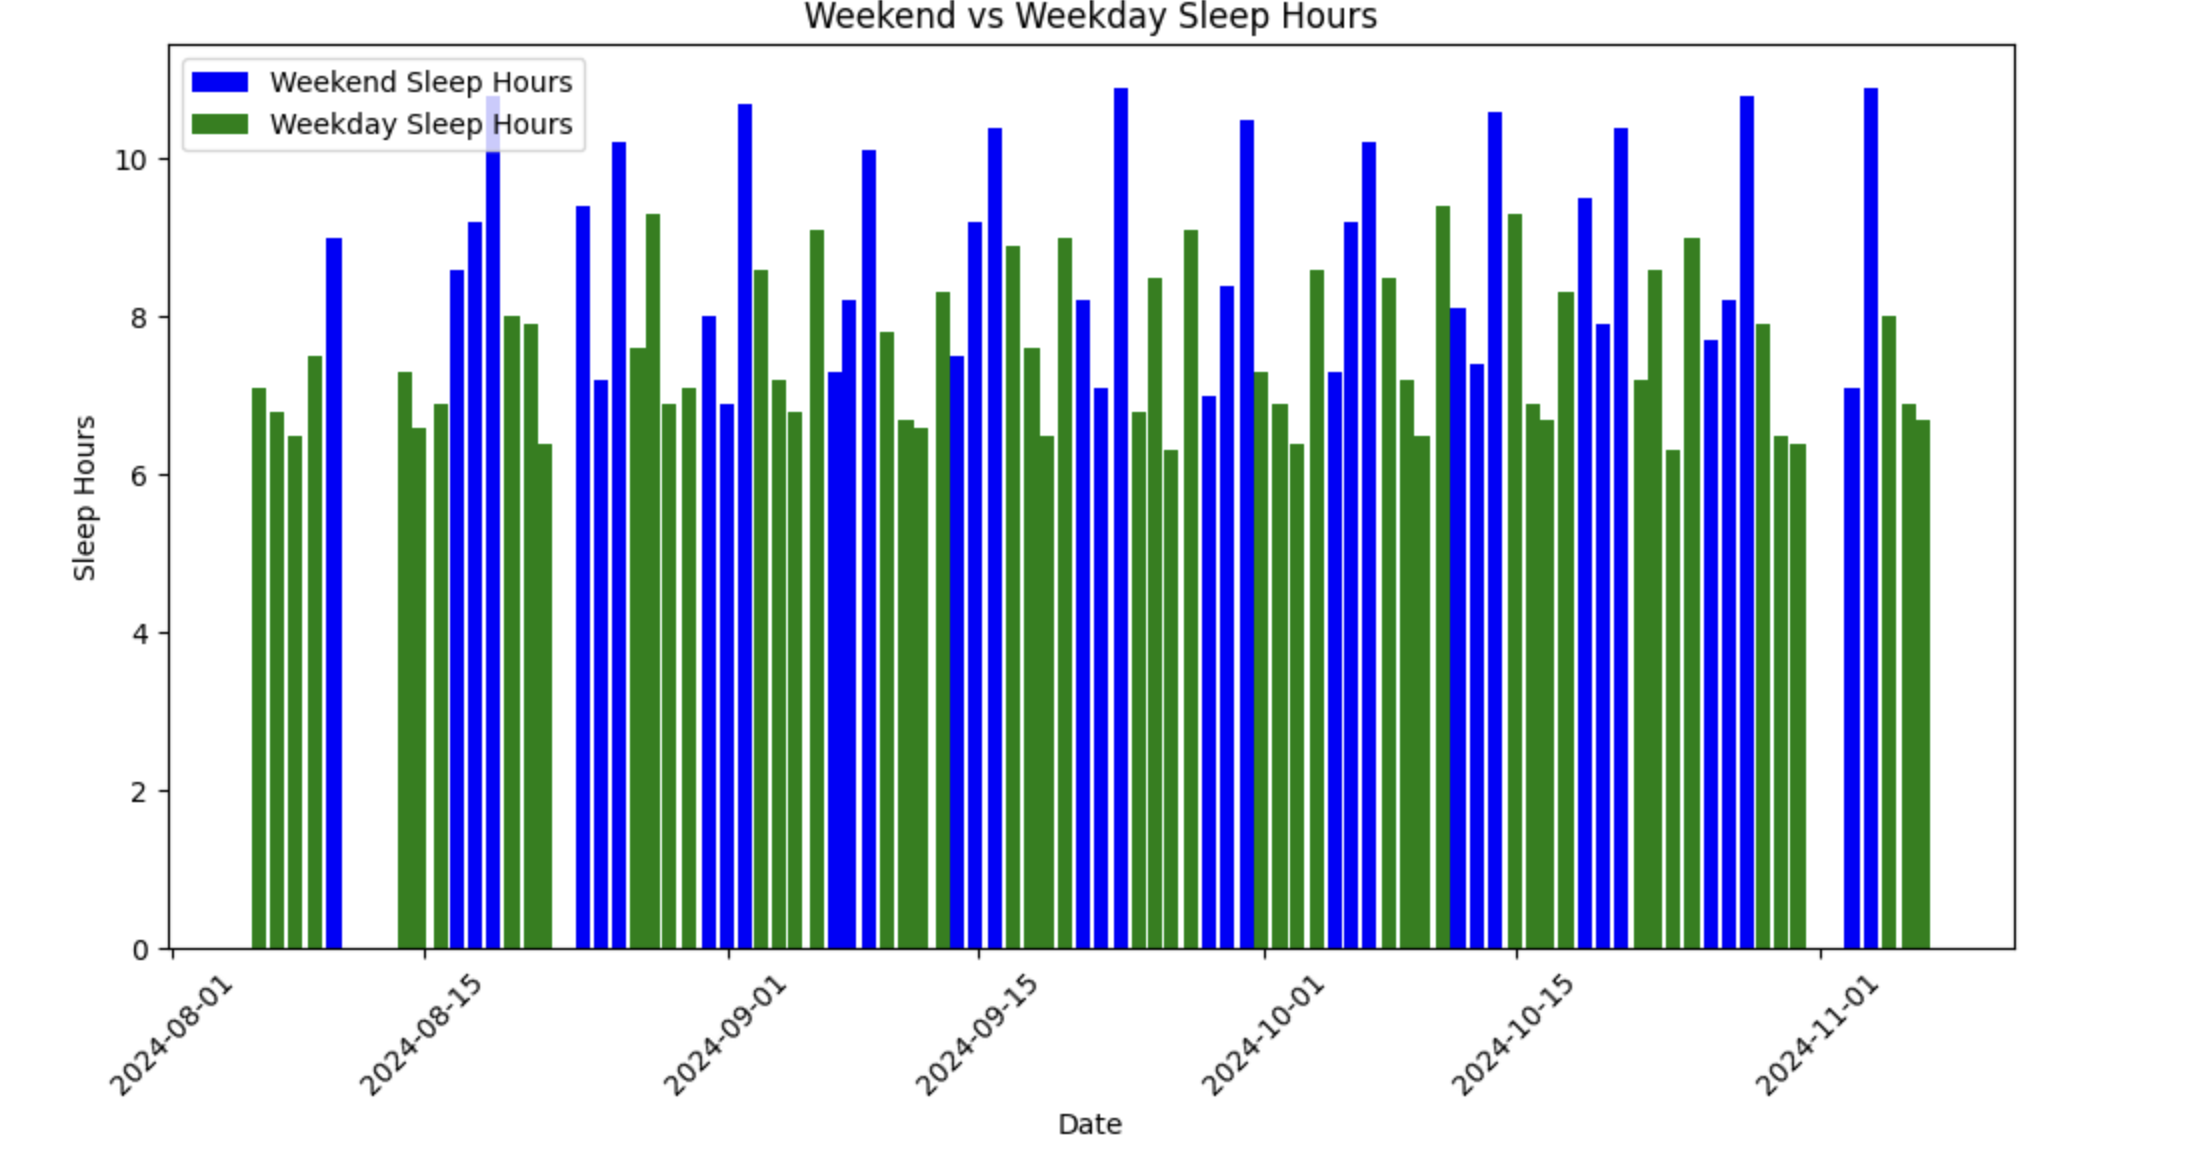 Weekend vs Weekday Sleep Hours
Weekend Sleep Hours
Weekday Sleep Hours
10
8
6
4
2
0
Sleep Hours
2024-08-01
2024-08-15
2024-09-01
2024-09-15
2024-10-01
2024-10-15
2024-11-01
Date